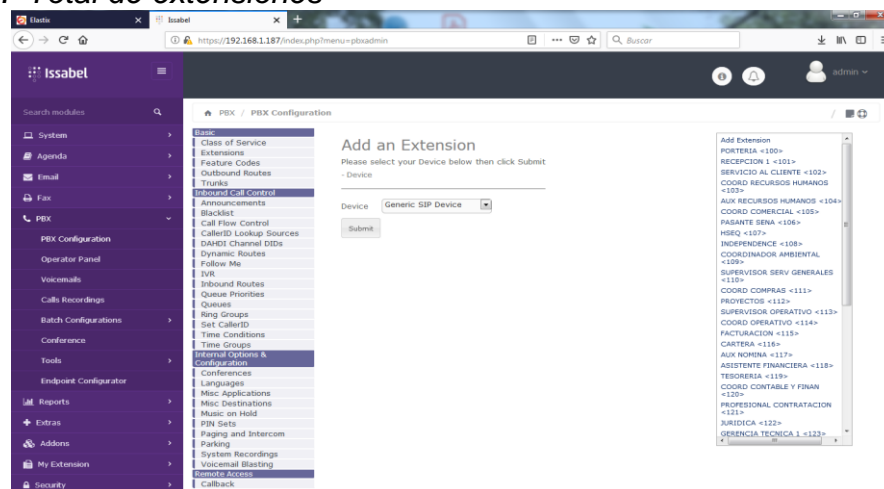 Total de extensiones
Elastix
Issabel
https://192.168.1.187/index.php?menu=pbxadmin
Buscar
Issabel
admin
Search modules
PBX / PBX Configuration
System
Agenda
Email
Fax
PBX
PBX Configuration
Operator Panel
Voicemails
Calls Recordings
Batch Configurations
Conference
Tools
Endpoint Configurator
Reports
Extras
Addons
My Extension
Security
Basic
Class of Service
Extensions
Feature Codes
Outbound Routes
Trunks
Inbound Call Control
Announcements
Blacklist
Call Flow Control
CallerID Lookup Sources
DAHDI Channel DIDs
Dynamic Routes
Follow Me
IVR
Inbound Routes
Queue Priorities
Queues
Ring Groups
Set CallerID
Time Conditions
Time Groups
Internal Options &
Configuration
Conferences
Languages
Misc Applications
Misc Destinations
Music on Hold
PIN Sets
Paging and Intercom
Parking
System Recordings
Voicemail Blasting
Remote Access
Callback
Add an Extension
Please select your Device below then click Submit
- Device
Device Generic SIP Device
Submit
Add Extension
PORTERIA <100>
RECEPCION 1 <101>
SERVICIO AL CLIENTE <102>
COORD RECURSOS HUMANOS
<103>
AUX RECURSOS HUMANOS <104>
COORD COMERCIAL <105>
PASANTE SENA <106>
HSEQ <107>
INDEPENDENCE <108>
COORDINADOR AMBIENTAL
<109>
SUPERVISOR SERV GENERALES
<110>
COORD COMPRAS <111>
PROYECTOS <112>
SUPERVISOR OPERATIVO <113>
COORD OPERATIVO <114>
FACTURACION <115>
CARTERA <116>
AUX NOMINA <117>
ASISTENTE FINANCIERA <118>
TESORERIA <119>
COORD CONTABLE Y FINAN
<120>
PROFESIONAL CONTRATACION
<121>
JURIDICA <122>
GERENCIA TECNICA 1 <123>